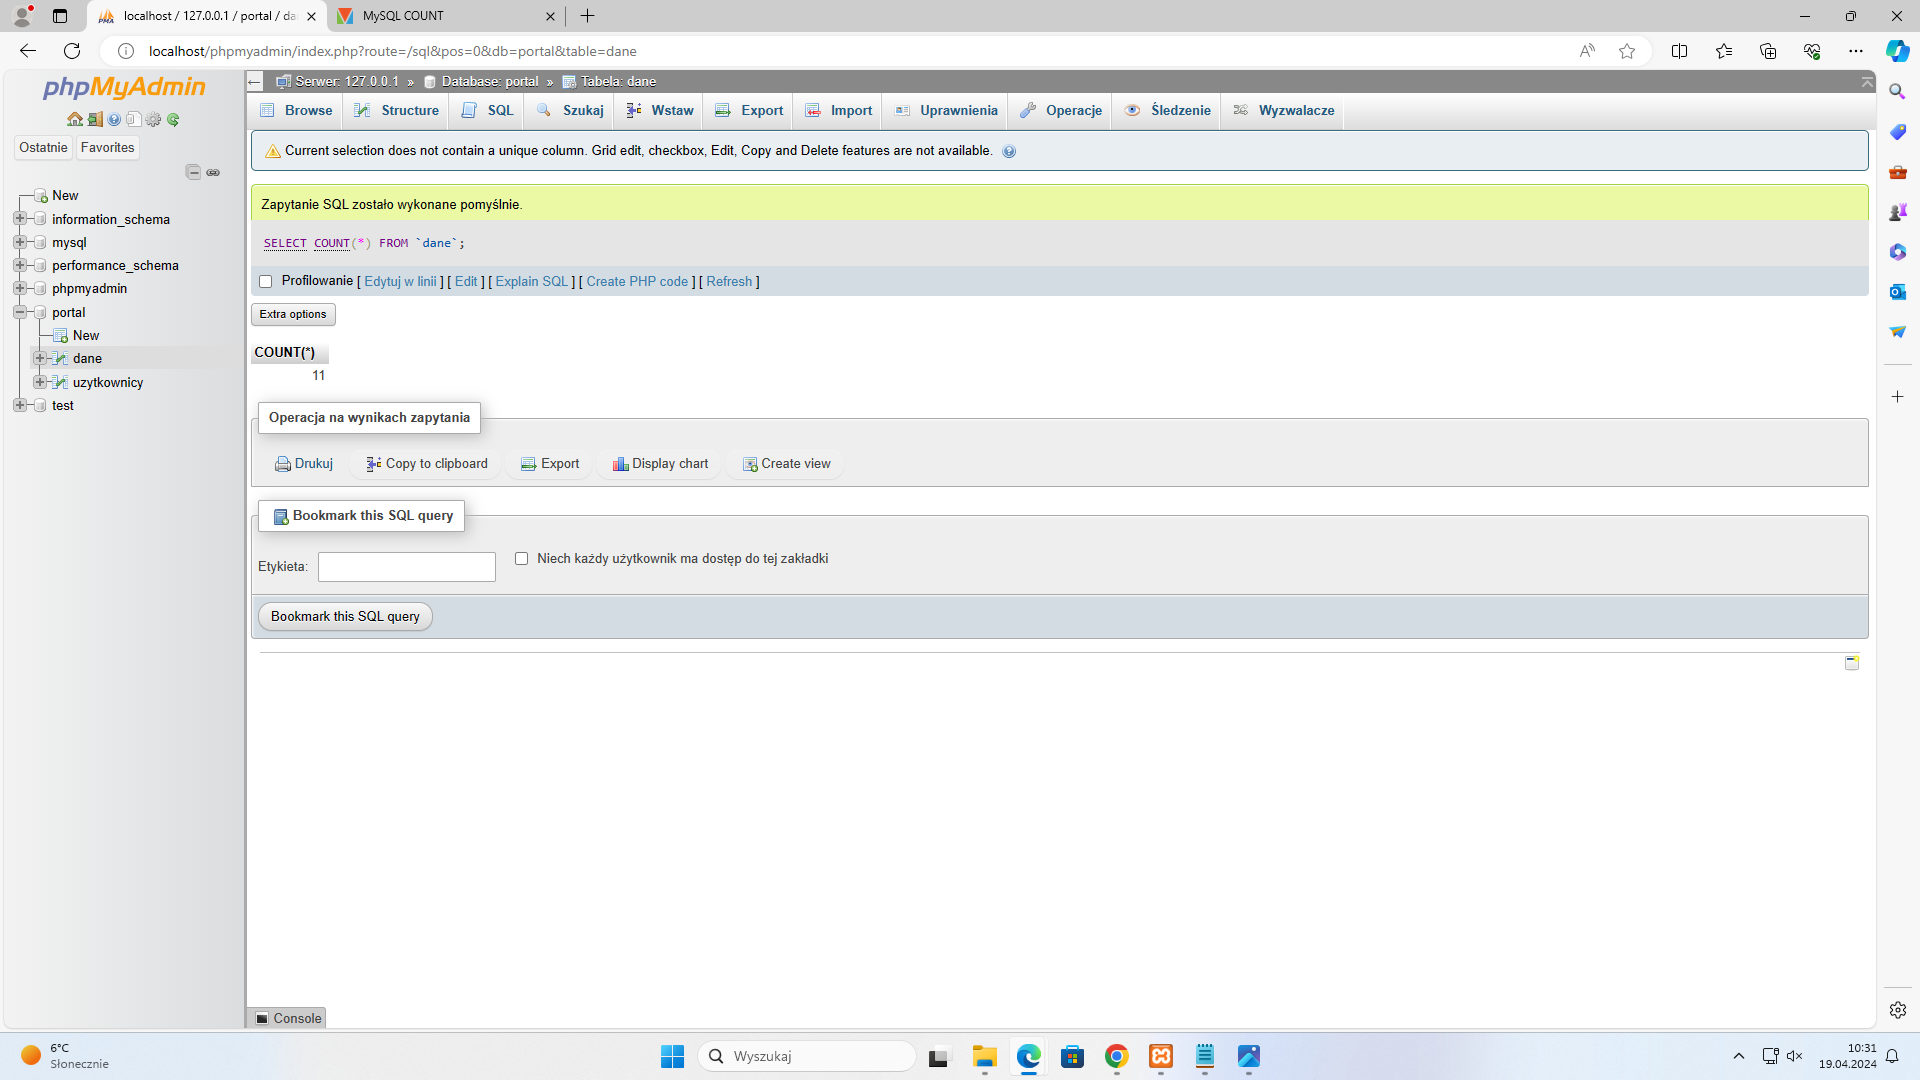 localhost / 127.0.0.1 / portal / da
MySQL COUNT
localhost/phpmyadmin/index.php?route=/sql&pos=0&db=portal&table=dane
phpMyAdmin
Ostatnie Favorites
New
information_schema
mysql
performance_schema
phpmyadmin
portal
New
dane
uzytkownicy
test
Serwer: 127.0.0.1 » Database: portal » Tabela: dane
Browse Structure SQL Szukaj Wstaw Export Import Uprawnienia Operacje Śledzenie Wyzwalacze
Current selection does not contain a unique column. Grid edit, checkbox, Edit, Copy and Delete features are not available.
Zapytanie SQL zostało wykonane pomyślnie.
SELECT COUNT(*) FROM `dane`;
Profilowanie [ Edytuj w linii ] [ Edit ] [ Explain SQL ] [ Create PHP code ] [ Refresh ]
Extra options
COUNT(*)
11
Operacja na wynikach zapytania
Drukuj Copy to clipboard Export Display chart Create view
Bookmark this SQL query
Etykieta: Niech każdy użytkownik ma dostęp do tej zakładki
Bookmark this SQL query
Console
6°C
Słonecznie
Wyszukaj
10:31
19.04.2024